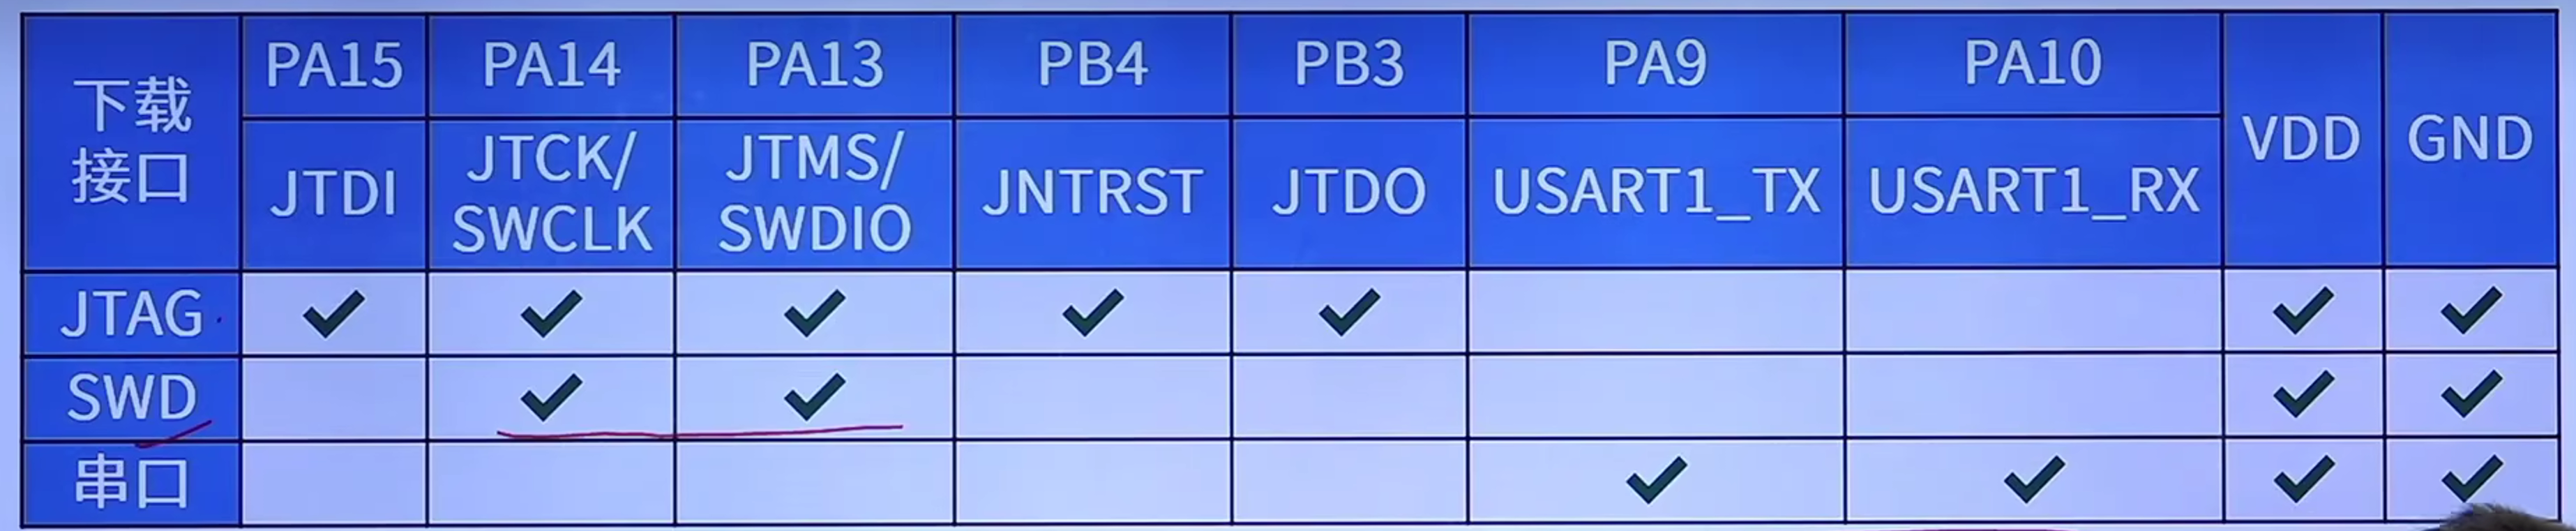 下载
接口
PA15
PA14
PA13
PB4
PB3
PA9
PA10
VDD
GND
JTDI
JTCK/
SWCLK
JTMS/
SWDIO
JNTRST
JTDO
USART1_TX
USART1_RX
JTAG
✓ ✓ ✓ ✓ ✓ ✓ ✓
SWD
✓ ✓ ✓ ✓
串口
✓ ✓ ✓ ✓